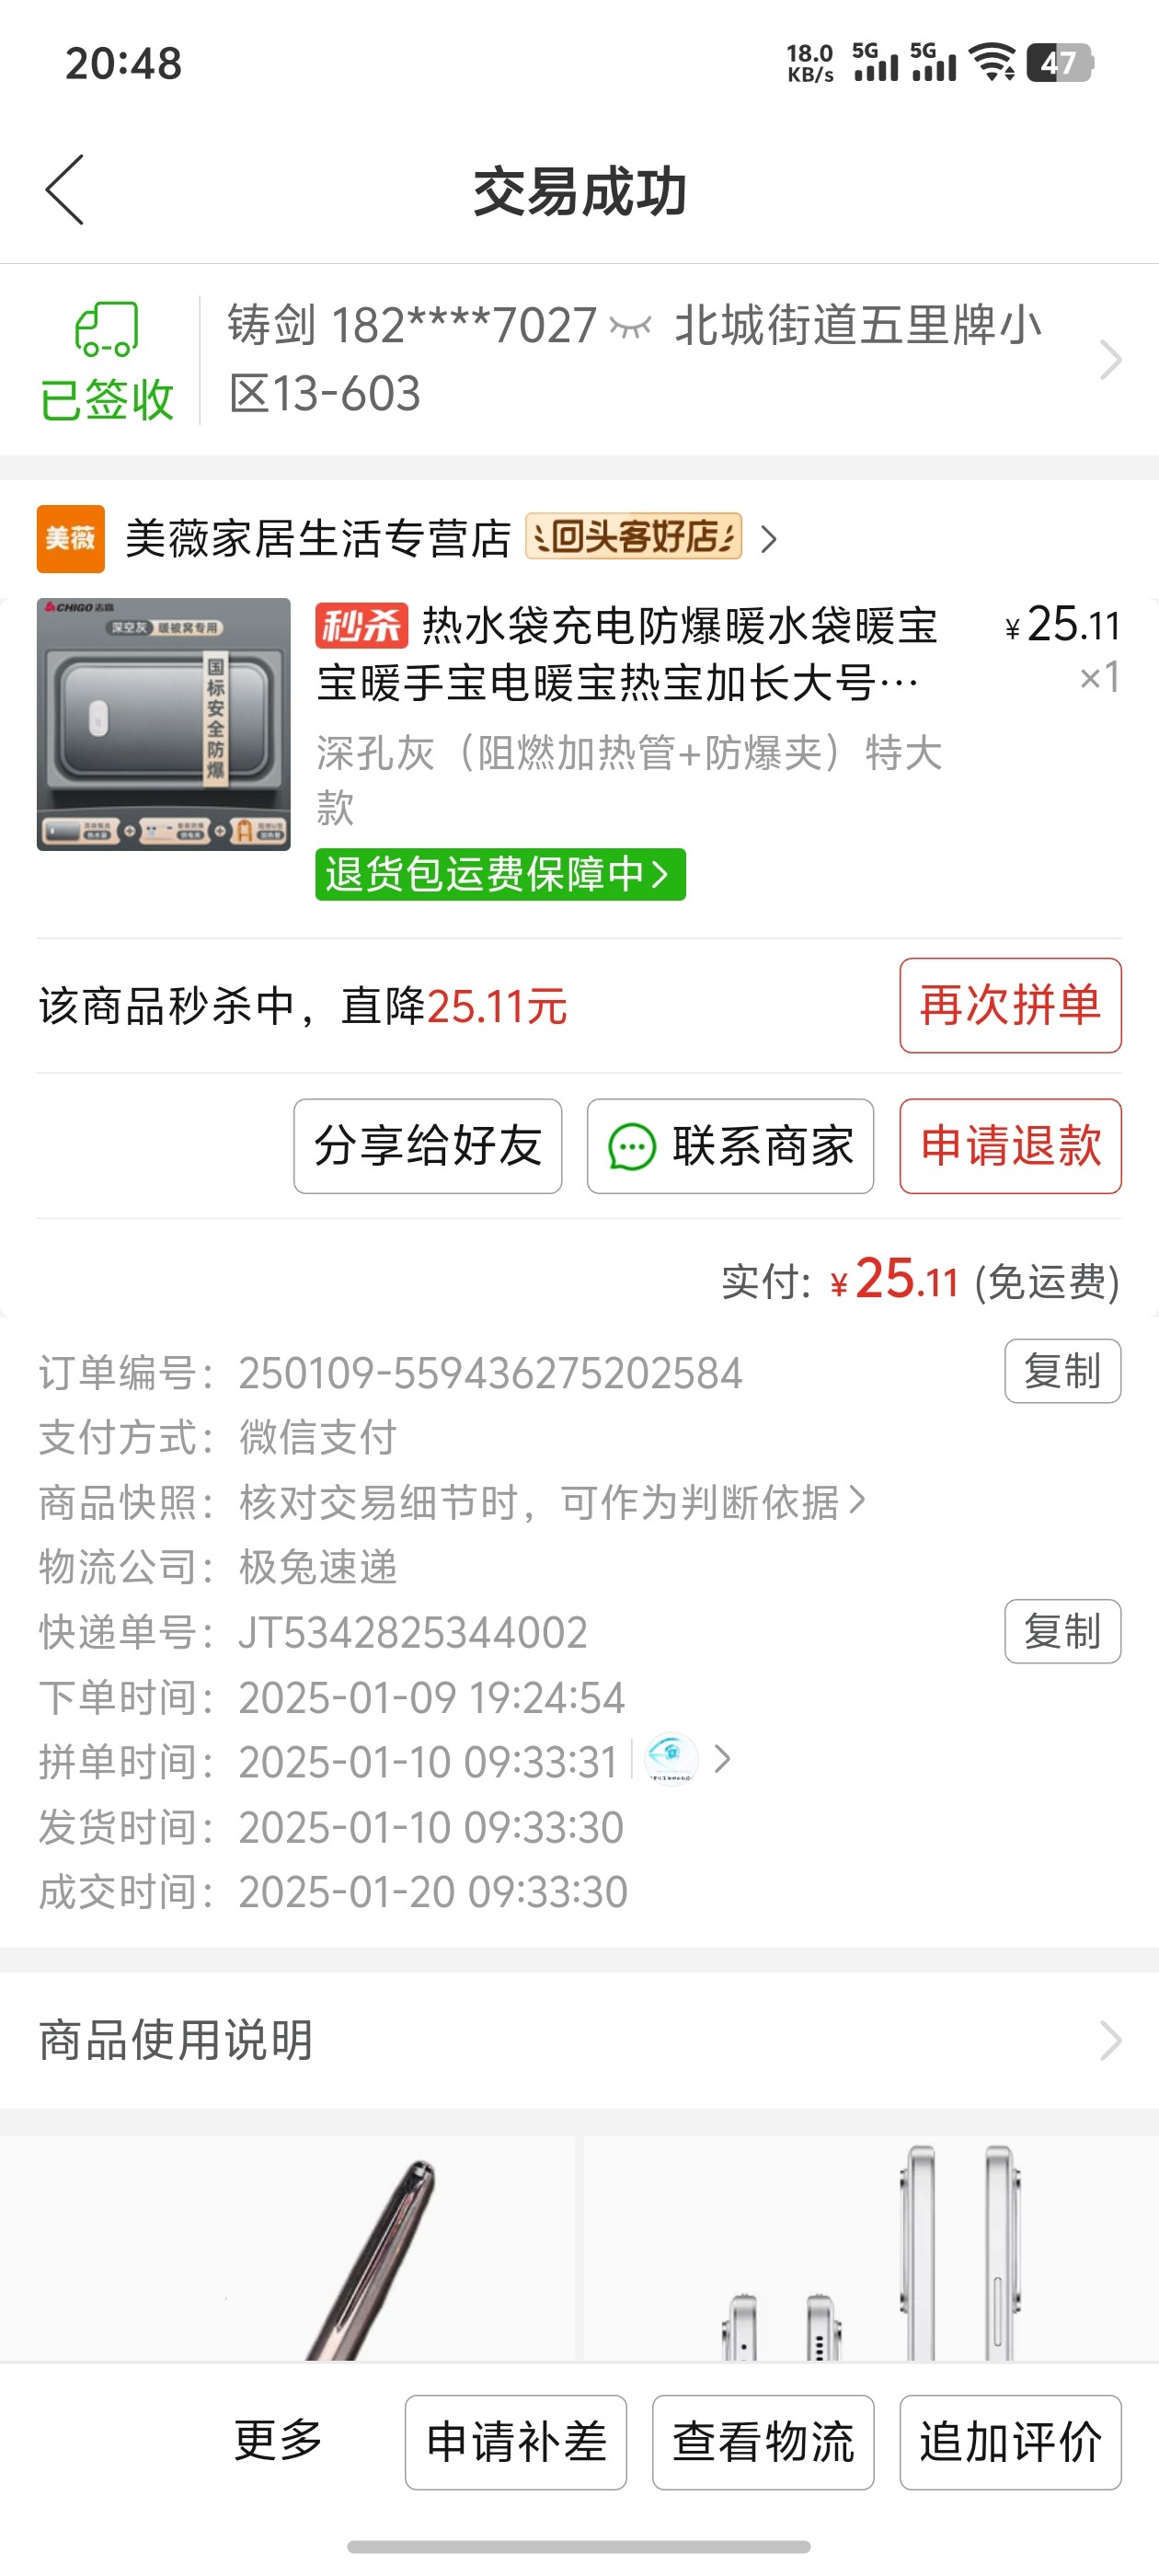 20:48
18.0 KB/s 5G 5G 47
交易成功
铸剑 182****7027 北城街道五里牌小
区13-603
已签收
美薇 美薇家居生活专营店 回头客好店
CHIGO 志高
深空灰 暖被窝专用
国标安全防爆
秒杀 热水袋充电防爆暖水袋暖宝 ¥25.11
宝暖手宝电暖宝热宝加长大号… ×1
深孔灰（阻燃加热管+防爆夹）特大
款
退货包运费保障中
该商品秒杀中，直降25.11元 再次拼单
分享给好友 联系商家 申请退款
实付: ¥25.11 (免运费)
订单编号： 250109-559436275202584 复制
支付方式： 微信支付
商品快照： 核对交易细节时，可作为判断依据
物流公司： 极兔速递
快递单号： JT5342825344002 复制
下单时间： 2025-01-09 19:24:54
拼单时间： 2025-01-10 09:33:31
发货时间： 2025-01-10 09:33:30
成交时间： 2025-01-20 09:33:30
商品使用说明
更多 申请补差 查看物流 追加评价